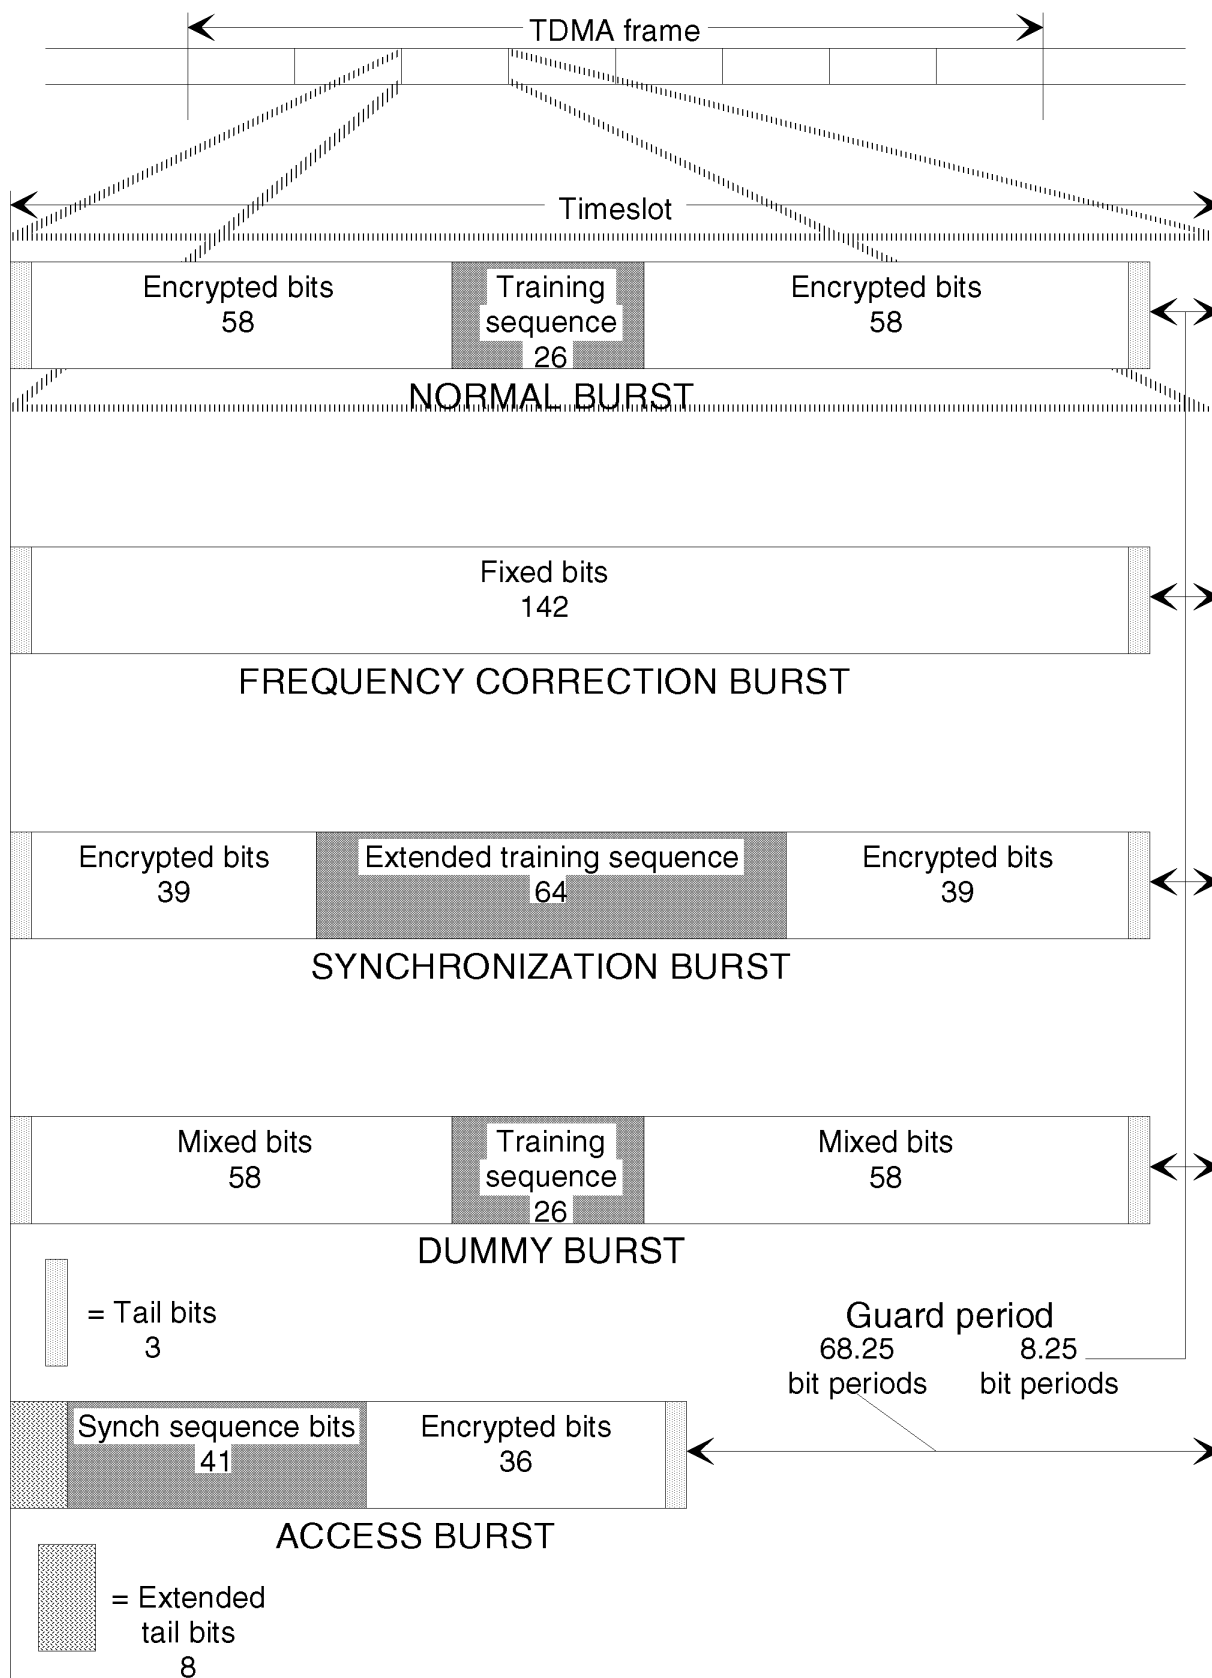 TDMA frame
Timeslot
Encrypted bits
58
Training
sequence
26
Encrypted bits
58
NORMAL BURST
Fixed bits
142
FREQUENCY CORRECTION BURST
Encrypted bits
39
Extended training sequence
64
Encrypted bits
39
SYNCHRONIZATION BURST
Mixed bits
58
Training
sequence
26
Mixed bits
58
DUMMY BURST
= Tail bits
3
Guard period
68.25
bit periods
8.25
bit periods
Synch sequence bits
41
Encrypted bits
36
ACCESS BURST
= Extended
tail bits
8